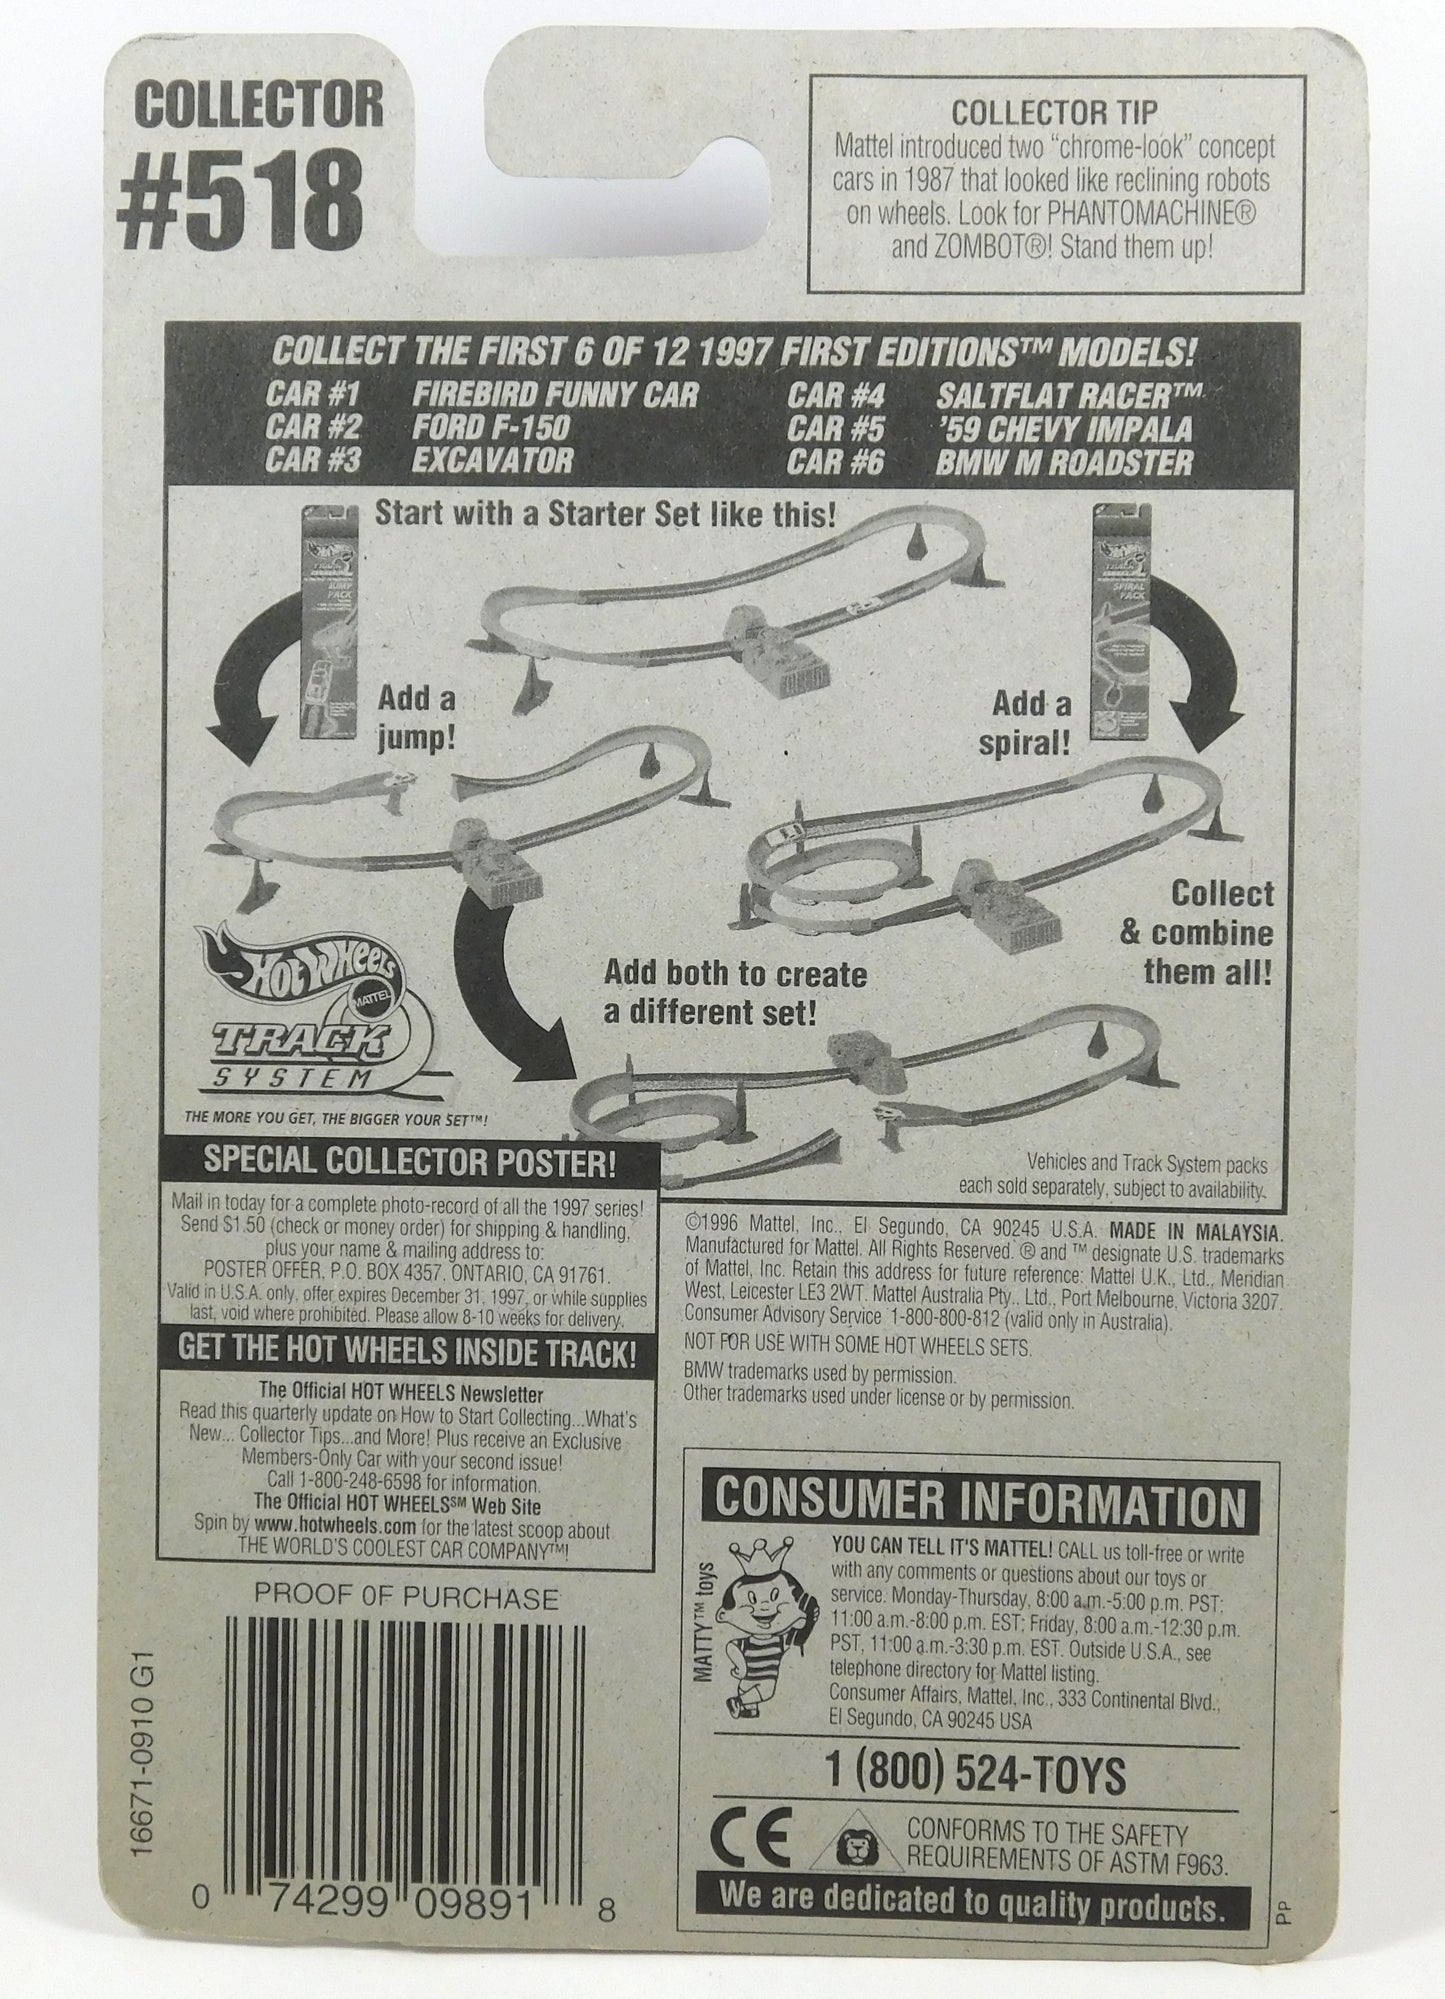 COLLECTOR
#518
COLLECTOR TIP
Mattel introduced two “chrome-look” concept
cars in 1987 that looked like reclining robots
on wheels. Look for PHANTOMACHINE®
and ZOMBOT®! Stand them up!
COLLECT THE FIRST 6 OF 12 1997 FIRST EDITIONS™ MODELS!
CAR #1 FIREBIRD FUNNY CAR CAR #4 SALTFLAT RACER™
CAR #2 FORD F-150 CAR #5 '59 CHEVY IMPALA
CAR #3 EXCAVATOR CAR #6 BMW M ROADSTER
Start with a Starter Set like this!
JUMP
PACK
SPIRAL
PACK
Add a
jump!
Add a
spiral!
Collect
& combine
them all!
Add both to create
a different set!
HOT WHEELS
MATTEL
TRACK
SYSTEM
THE MORE YOU GET, THE BIGGER YOUR SET™!
Vehicles and Track System packs
each sold separately, subject to availability.
SPECIAL COLLECTOR POSTER!
Mail in today for a complete photo-record of all the 1997 series!
Send $1.50 (check or money order) for shipping & handling,
plus your name & mailing address to:
POSTER OFFER, P.O. BOX 4357, ONTARIO, CA 91761.
Valid in U.S.A. only, offer expires December 31, 1997, or while supplies
last, void where prohibited. Please allow 8-10 weeks for delivery.
GET THE HOT WHEELS INSIDE TRACK!
The Official HOT WHEELS Newsletter
Read this quarterly update on How to Start Collecting...What's
New... Collector Tips...and More! Plus receive an Exclusive
Members-Only Car with your second issue!
Call 1-800-248-6598 for information.
The Official HOT WHEELS℠ Web Site
Spin by www.hotwheels.com for the latest scoop about
THE WORLD'S COOLEST CAR COMPANY™!
©1996 Mattel, Inc., El Segundo, CA 90245 U.S.A. MADE IN MALAYSIA.
Manufactured for Mattel. All Rights Reserved. ® and ™ designate U.S. trademarks
of Mattel, Inc. Retain this address for future reference: Mattel U.K., Ltd., Meridian
West, Leicester LE3 2WT. Mattel Australia Pty., Ltd., Port Melbourne, Victoria 3207.
Consumer Advisory Service 1-800-800-812 (valid only in Australia).
NOT FOR USE WITH SOME HOT WHEELS SETS.
BMW trademarks used by permission.
Other trademarks used under license or by permission.
PROOF OF PURCHASE
16671-0910 G1
0 74299 09891 8
CONSUMER INFORMATION
MATTY™ toys
YOU CAN TELL IT'S MATTEL! CALL us toll-free or write
with any comments or questions about our toys or
service. Monday-Thursday, 8:00 a.m.-5:00 p.m. PST;
11:00 a.m.-8:00 p.m. EST; Friday, 8:00 a.m.-12:30 p.m.
PST, 11:00 a.m.-3:30 p.m. EST. Outside U.S.A., see
telephone directory for Mattel listing.
Consumer Affairs, Mattel, Inc., 333 Continental Blvd.,
El Segundo, CA 90245 USA
1 (800) 524-TOYS
CE
CONFORMS TO THE SAFETY
REQUIREMENTS OF ASTM F963.
We are dedicated to quality products.
PP